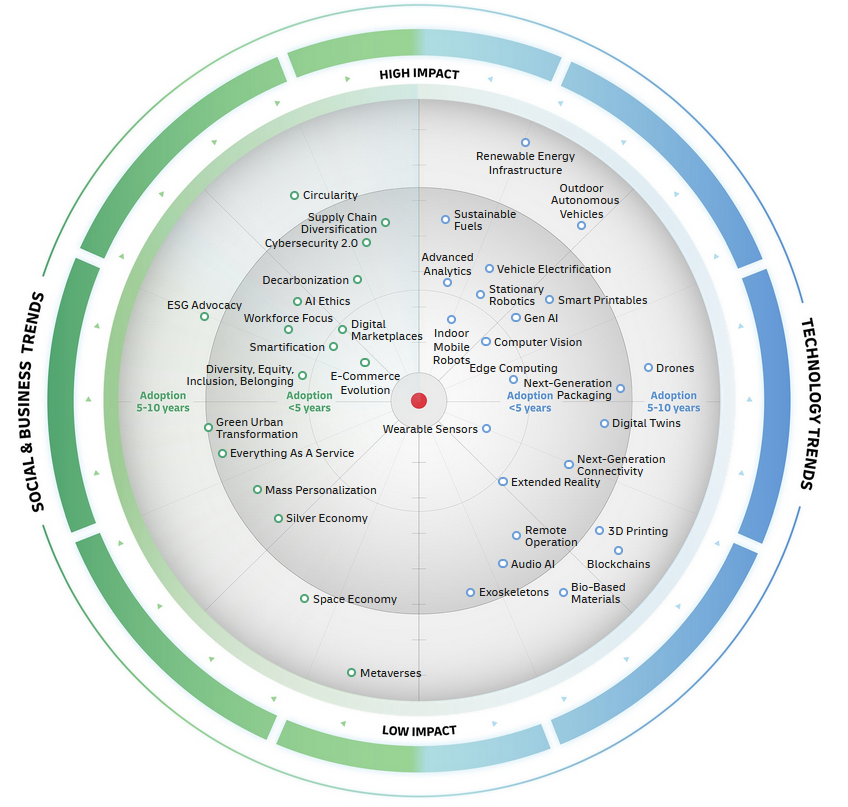 HIGH IMPACT
Renewable Energy
Infrastructure
Outdoor
Autonomous
Vehicles
Circularity
Supply Chain
Diversification
Cybersecurity 2.0
Sustainable
Fuels
Advanced
Analytics
Vehicle Electrification
Decarbonization
Stationary
Robotics
Smart Printables
AI Ethics
ESG Advocacy
Workforce Focus
Gen AI
Digital
Marketplaces
Indoor
Mobile
Robots
Computer Vision
Smartification
Edge Computing
Drones
Diversity, Equity,
Inclusion, Belonging
E-Commerce
Evolution
Next-Generation
Packaging
Adoption
5-10 years
Adoption
<5 years
Adoption
<5 years
Adoption
5-10 years
SOCIAL & BUSINESS TRENDS
TECHNOLOGY TRENDS
Green Urban
Transformation
Wearable Sensors
Digital Twins
Everything As A Service
Next-Generation
Connectivity
Extended Reality
Mass Personalization
Silver Economy
Remote
Operation
3D Printing
Audio AI
Blockchains
Exoskeletons
Bio-Based
Materials
Space Economy
Metaverses
LOW IMPACT